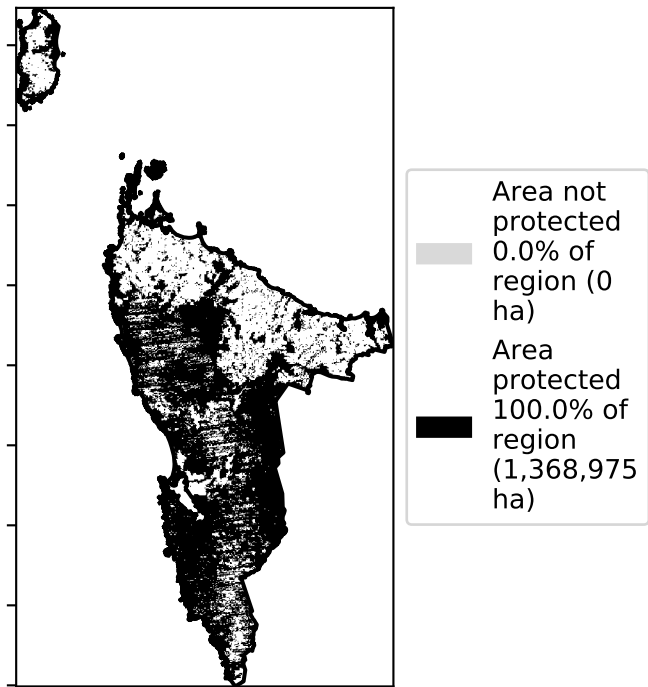 Area not
protected
0.0% of
region (0
ha)
Area
protected
100.0% of
region
(1,368,975
ha)